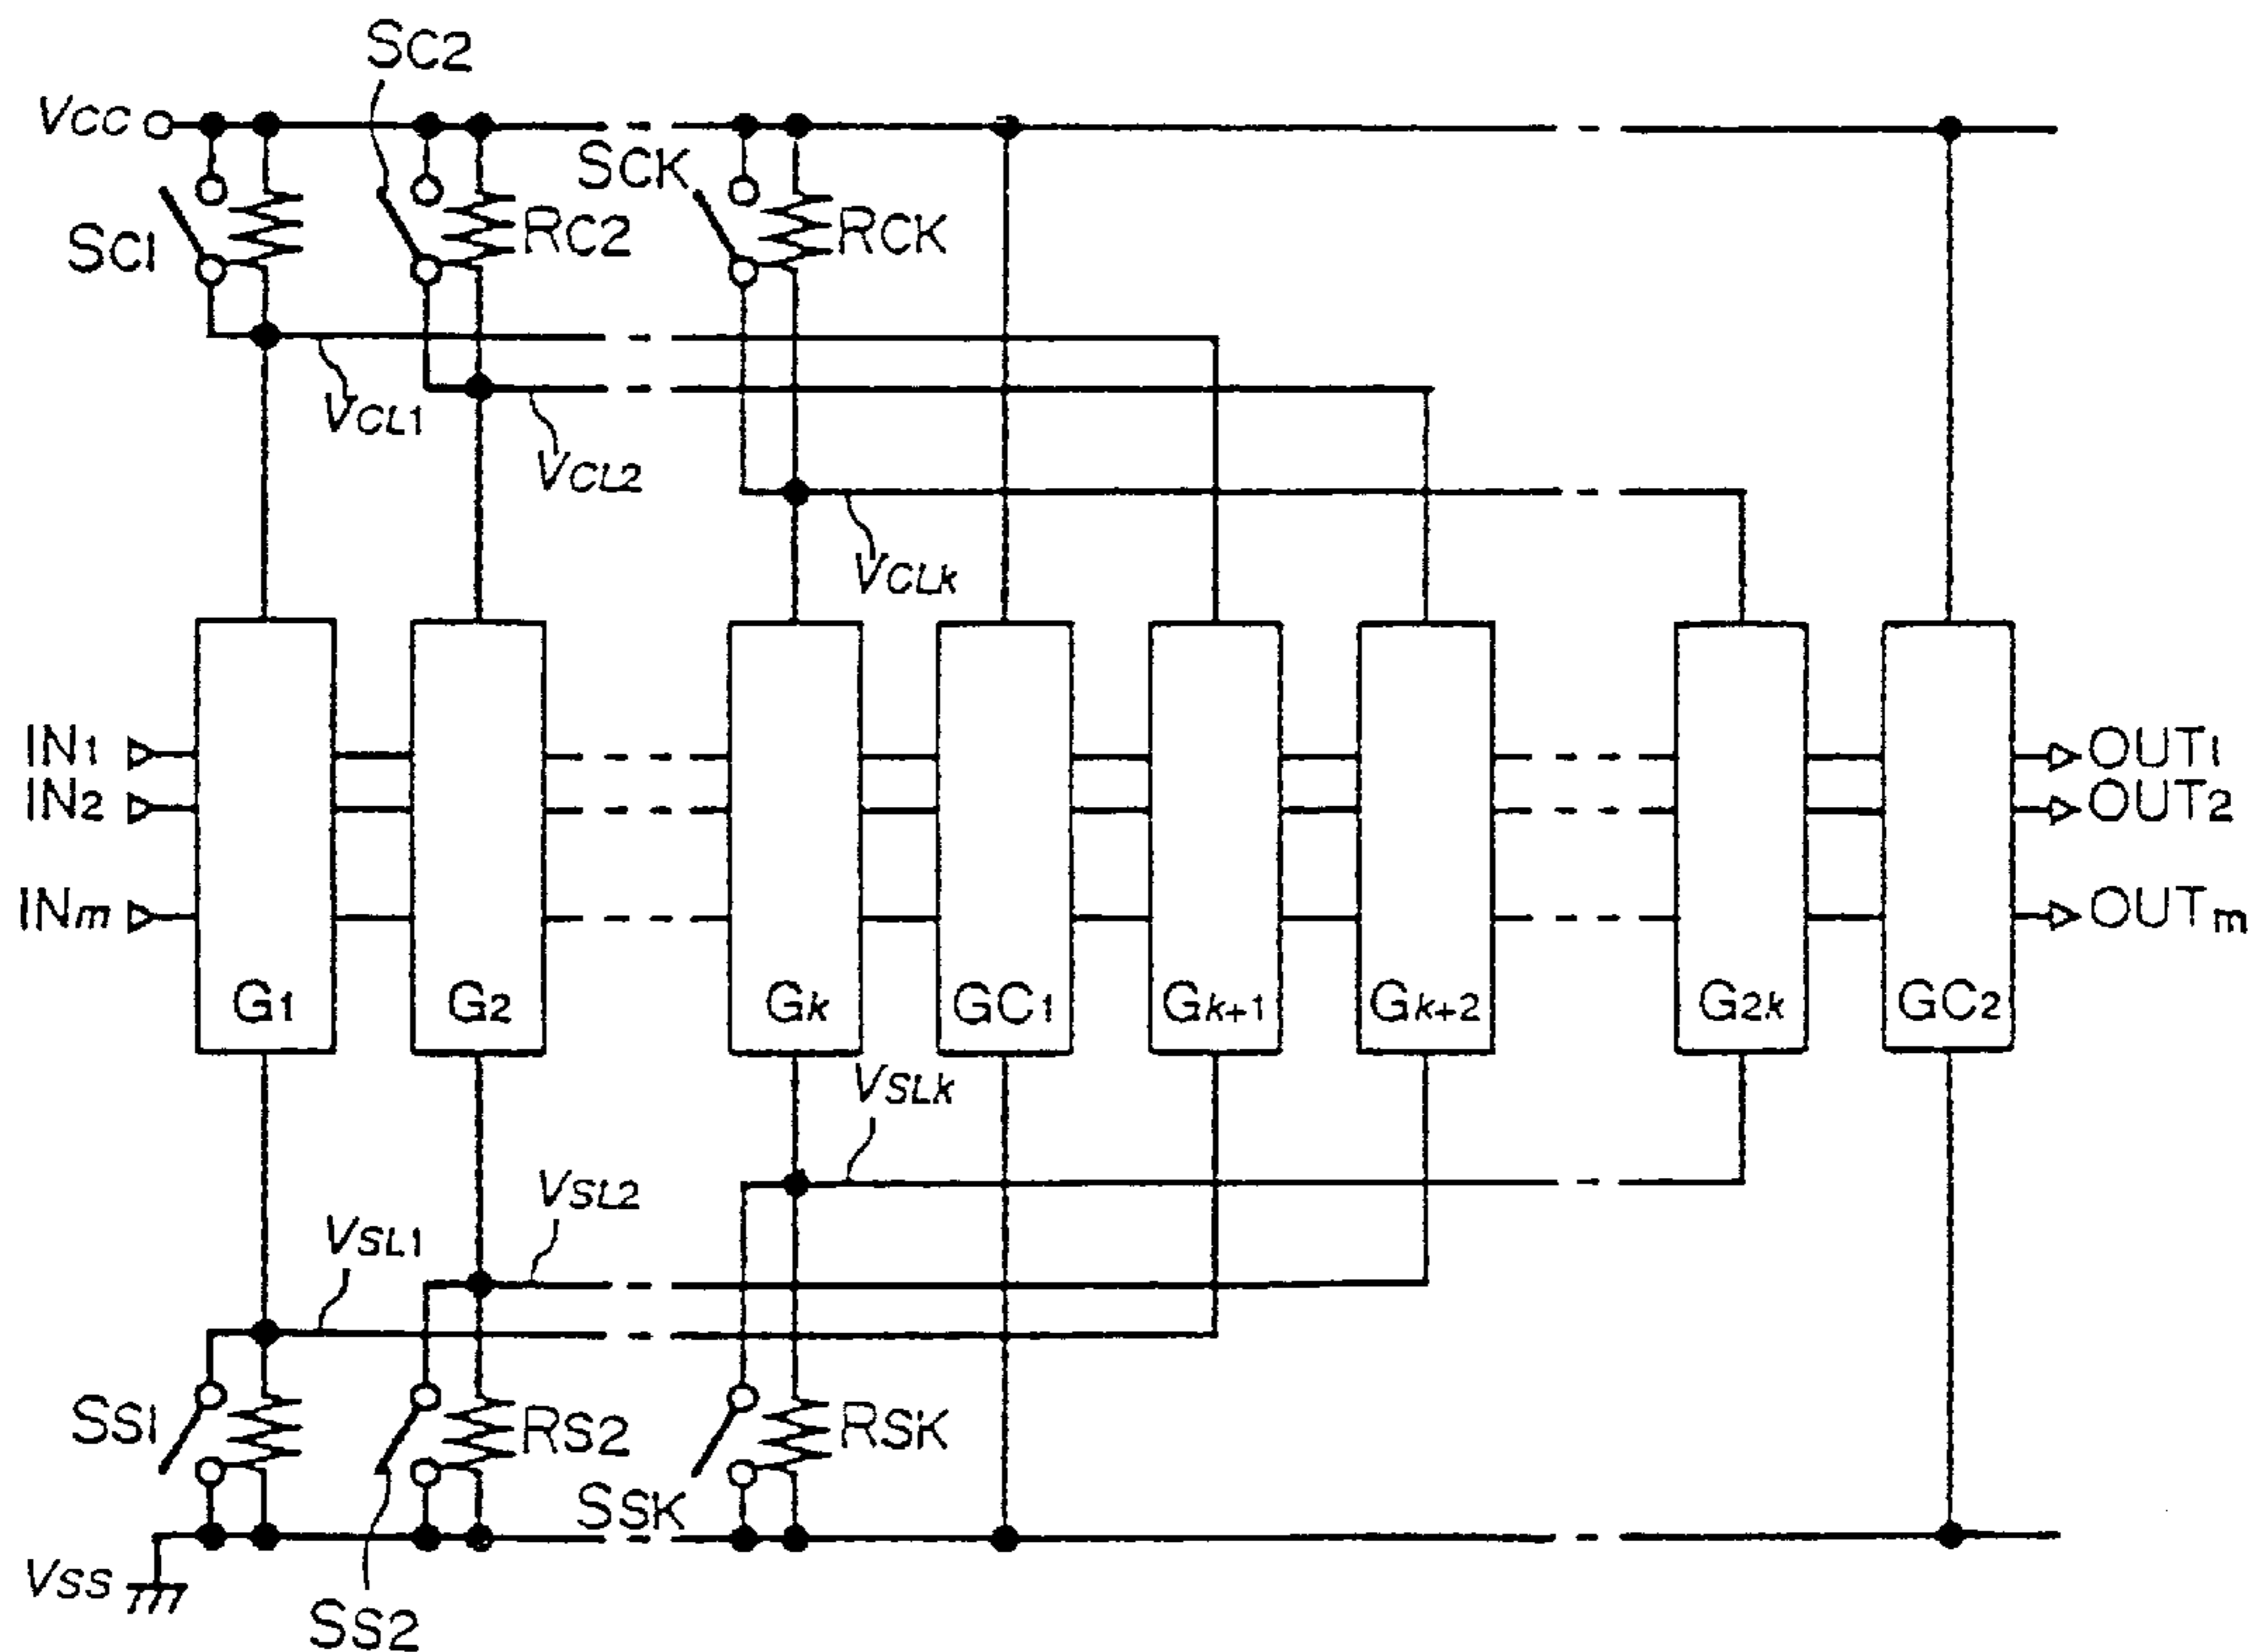 SC2
VCC
SCK
SC1
RC2
RCK
VCL1
VCL2
VCLk
IN1
OUT1
IN2
OUT2
INm
OUTm
G1
G2
Gk
GC1
Gk+1
Gk+2
G2k
GC2
VSLk
VSL2
VSL1
SS1
RS2
RSK
SSK
VSS
SS2